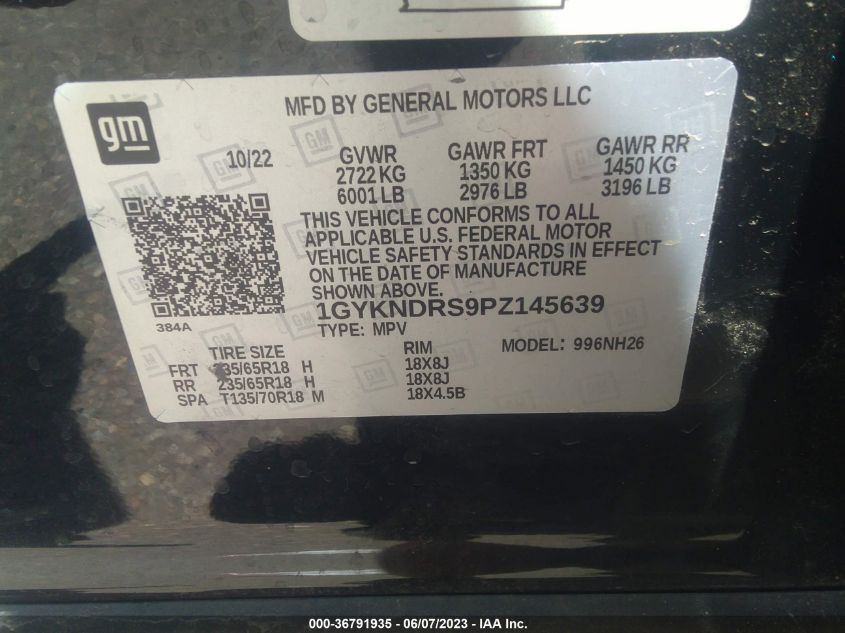 gm
MFD BY GENERAL MOTORS LLC
10/22
GVWR GAWR FRT GAWR RR
2722 KG 1350 KG 1450 KG
6001 LB 2976 LB 3196 LB
THIS VEHICLE CONFORMS TO ALL
APPLICABLE U.S. FEDERAL MOTOR
VEHICLE SAFETY STANDARDS IN EFFECT
ON THE DATE OF MANUFACTURE
SHOWN ABOVE.
384A
1GYKNDRS9PZ145639
TYPE: MPV
MODEL: 996NH26
TIRE SIZE RIM
FRT 35/65R18 H 18X8J
RR 235/65R18 H 18X8J
SPA T135/70R18 M 18X4.5B
000-36791935 - 06/07/2023 - IAA Inc.